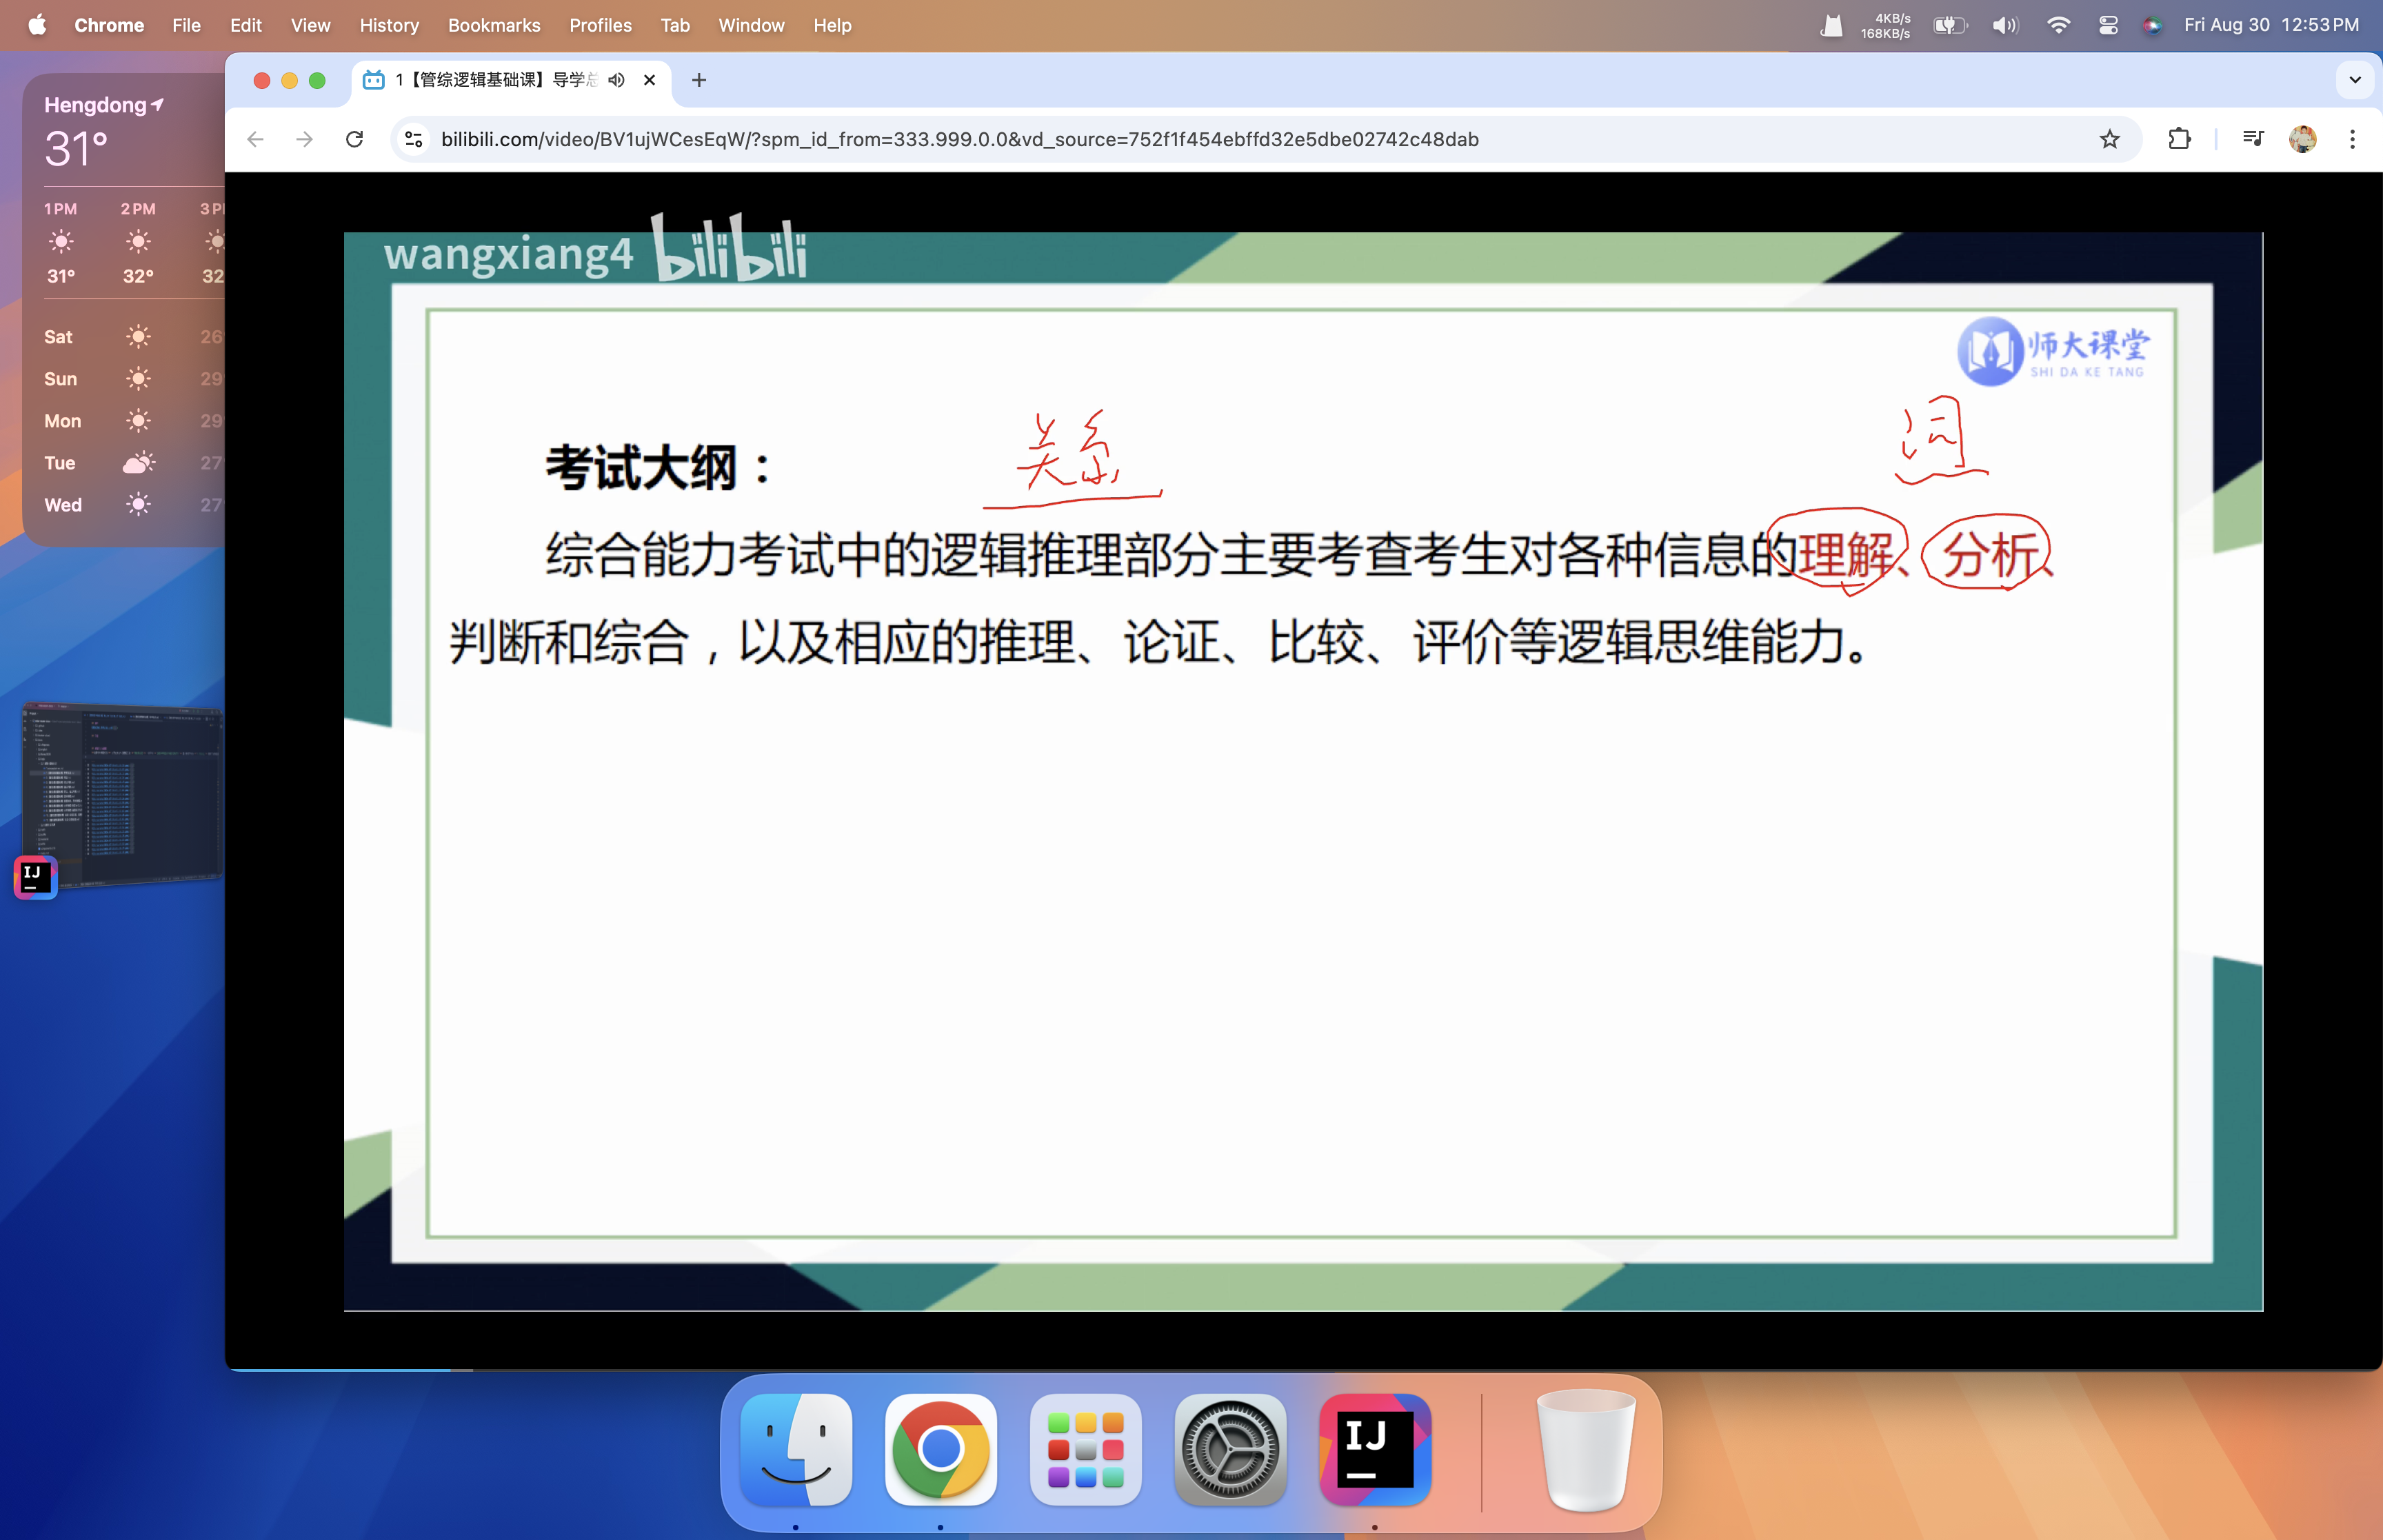 Chrome File Edit View History Bookmarks Profiles Tab Window Help
4KB/s
168KB/s
Fri Aug 30 12:53 PM
Hengdong
31°
1 PM 2 PM
31° 32° 32
Sat 26
Sun 29
Mon 29
Tue 27
Wed 27
1【管综逻辑基础课】导学
bilibili.com/video/BV1ujWCesEqW/?spm_id_from=333.999.0.0&vd_source=752f1f454ebffd32e5dbe02742c48dab
wangxiang4 bilibili
师大课堂
SHI DA KE TANG
关系
词
考试大纲：
综合能力考试中的逻辑推理部分主要考查考生对各种信息的理解、分析、
判断和综合，以及相应的推理、论证、比较、评价等逻辑思维能力。
IJ
IJ